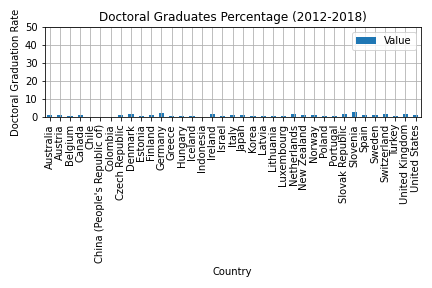 Doctoral Graduates Percentage (2012-2018)
Doctoral Graduation Rate
50
40
30
20
10
0
Value
Australia
Austria
Belgium
Canada
Chile
China (People's Republic of)
Colombia
Czech Republic
Denmark
Estonia
Finland
Germany
Greece
Hungary
Iceland
Indonesia
Ireland
Israel
Italy
Japan
Korea
Latvia
Lithuania
Luxembourg
Netherlands
New Zealand
Norway
Poland
Portugal
Slovak Republic
Slovenia
Spain
Sweden
Switzerland
Turkey
United Kingdom
United States
Country